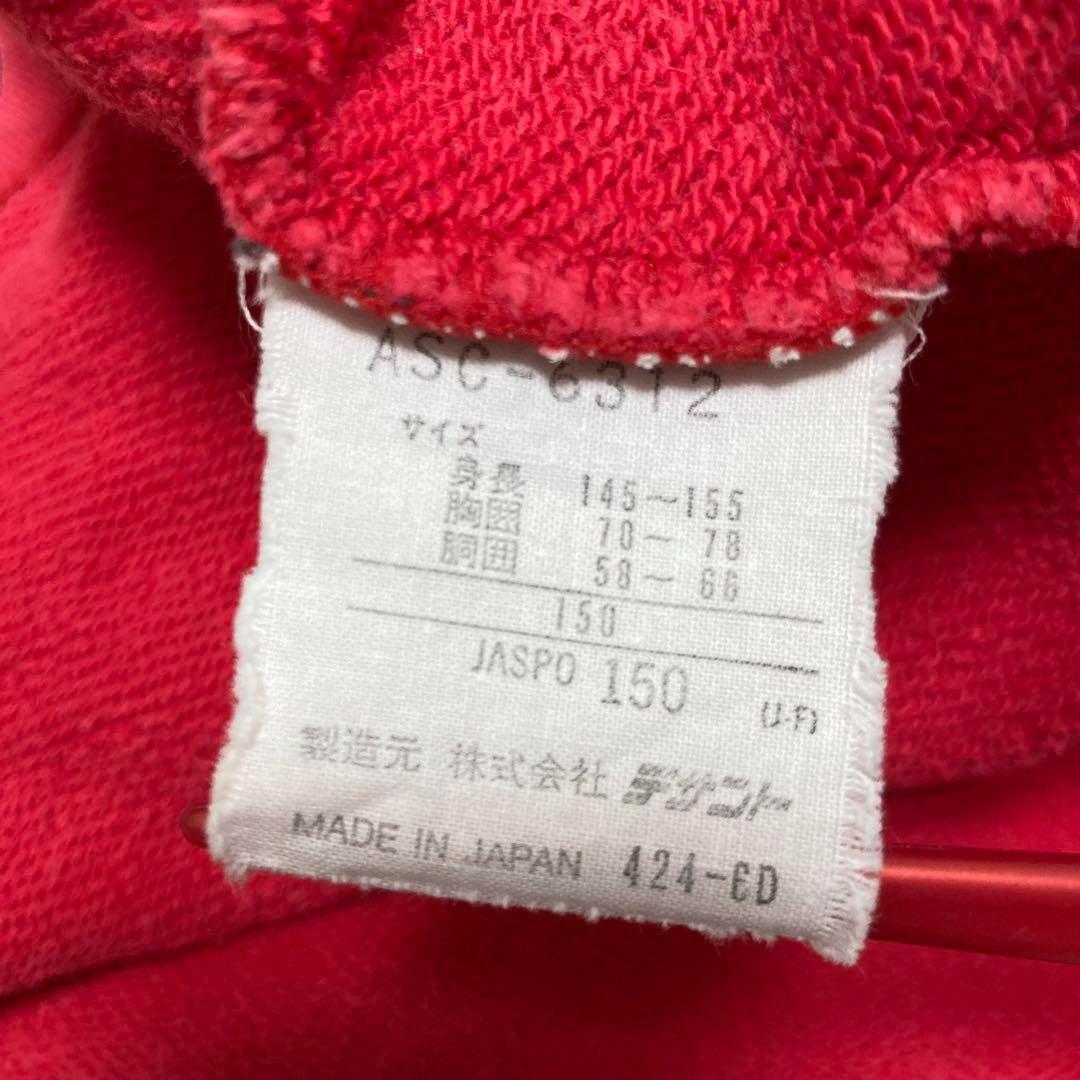 ASC-6312
サイズ
身長 145～155
胸囲 70～ 78
胴囲 58～ 66
150
JASPO 150 (J-F)
製造元 株式会社 デサント
MADE IN JAPAN 424-6D